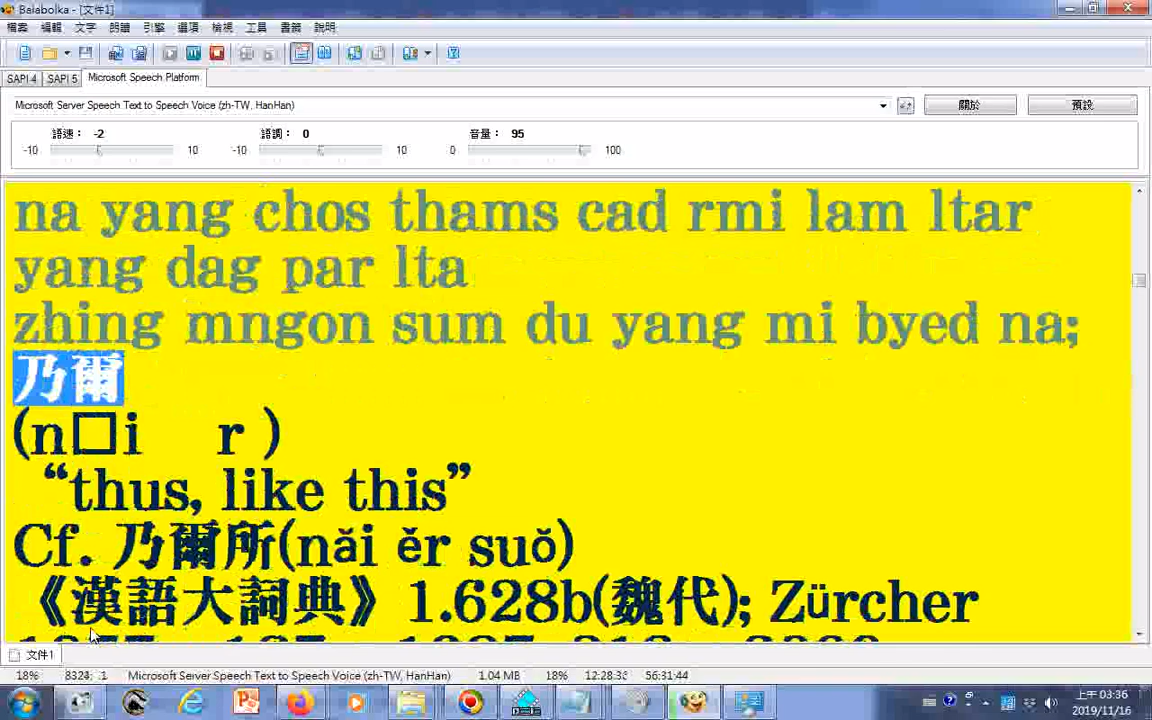 Balabolka - [文件1]
檔案 編輯 文字 朗讀 引擎 選項 檢視 工具 書籤 說明
SAPI 4 SAPI 5 Microsoft Speech Platform
Microsoft Server Speech Text to Speech Voice (zh-TW, HanHan) 關於 預設
語速： -2 語調： 0 音量： 95
-10 10 -10 10 0 100
na yang chos thams cad rmi lam ltar
yang dag par lta
zhing mngon sum du yang mi byed na;
乃爾
(n□i r )
“thus, like this”
Cf. 乃爾所(năi ĕr suŏ)
《漢語大詞典》 1.628b(魏代); Zürcher
文件1
18% Microsoft Server Speech Text to Speech Voice (zh-TW, HanHan) 1.04 MB 18% 56:31:44
上午 03:36
2019/11/16